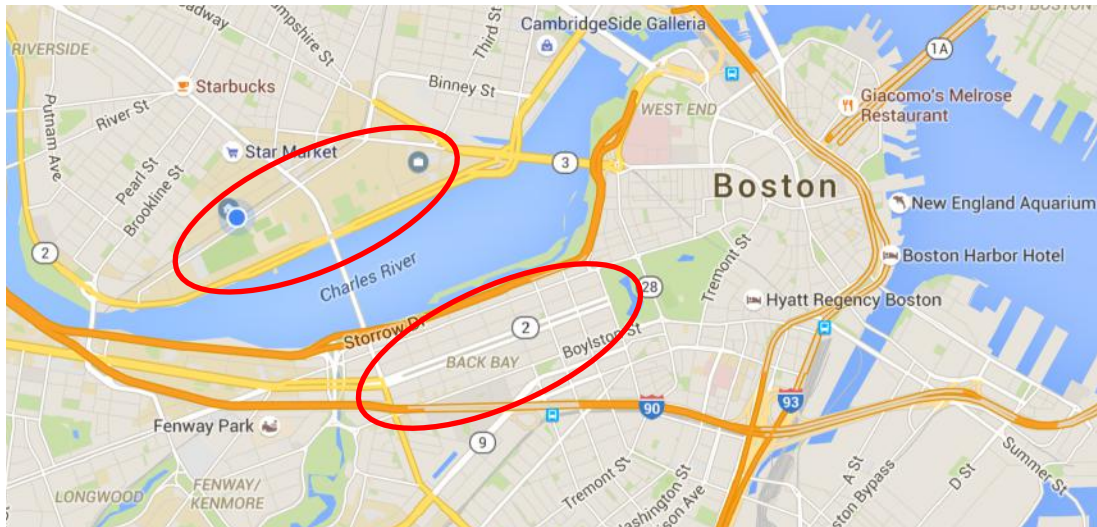 Broadway
Hampshire St
CambridgeSide Galleria
Third St
EAST BOSTON
RIVERSIDE
1A
Starbucks
Binney St
WEST END
Giacomo's Melrose
Restaurant
Putnam Ave
River St
Star Market
3
Pearl St
Brookline St
Boston
New England Aquarium
2
Charles River
Tremont St
Boston Harbor Hotel
28
Hyatt Regency Boston
Storrow Dr
2
Boylston St
BACK BAY
90
93
Fenway Park
9
Summer St
A St
D St
Tremont St
LONGWOOD
FENWAY/
KENMORE
Bypass